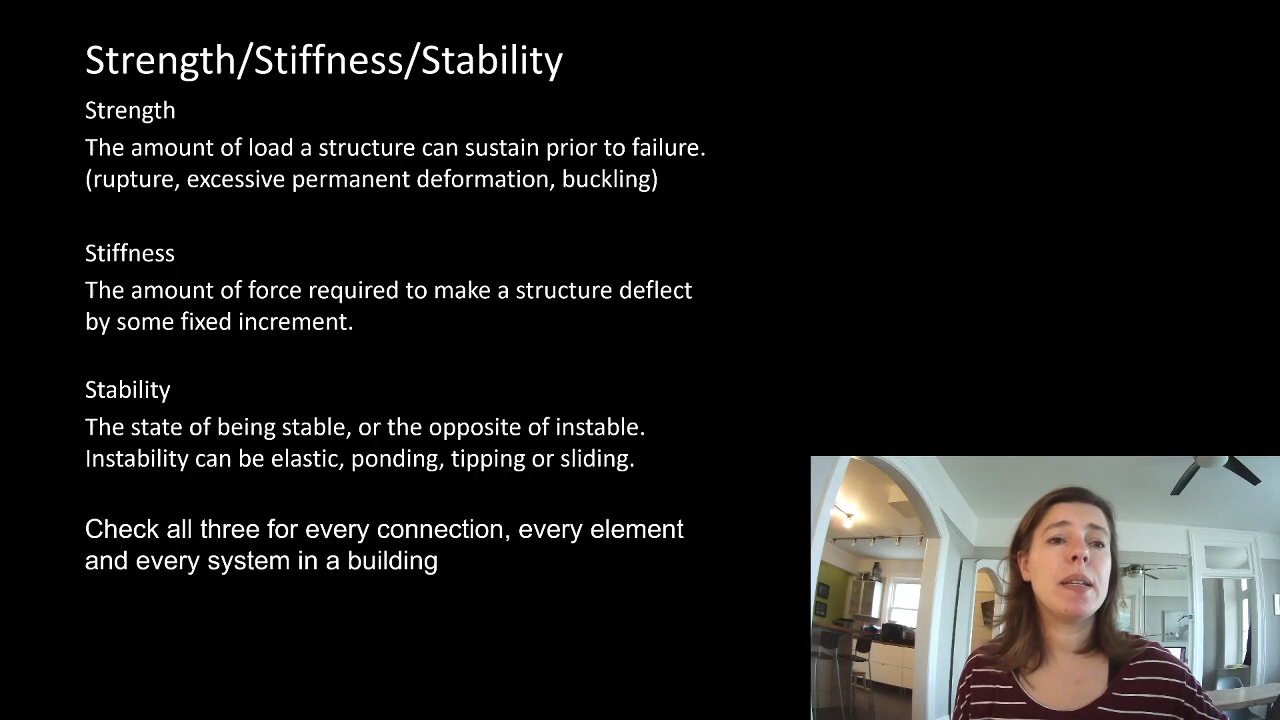 Strength/Stiffness/Stability
Strength
The amount of load a structure can sustain prior to failure.
(rupture, excessive permanent deformation, buckling)
Stiffness
The amount of force required to make a structure deflect
by some fixed increment.
Stability
The state of being stable, or the opposite of instable.
Instability can be elastic, ponding, tipping or sliding.
Check all three for every connection, every element
and every system in a building